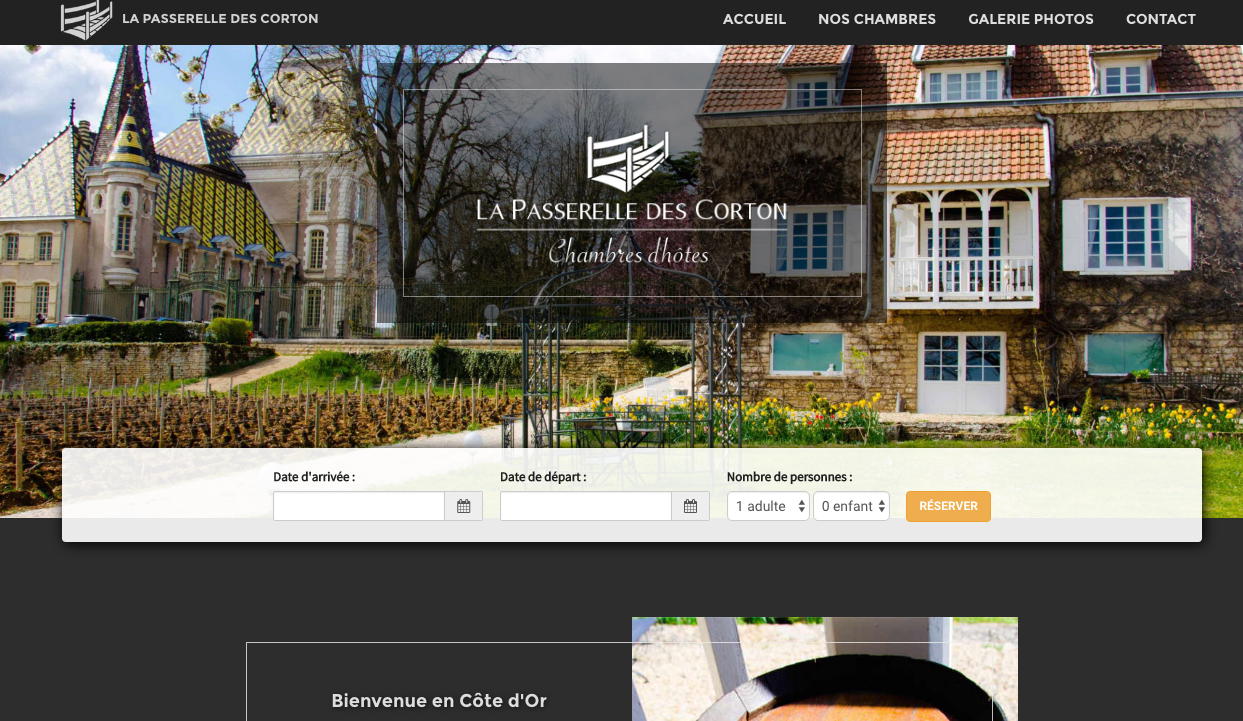 LA PASSERELLE DES CORTON
ACCUEIL NOS CHAMBRES GALERIE PHOTOS CONTACT
LA PASSERELLE DES CORTON
Chambres d'hôtes
Date d'arrivée :
Date de départ :
Nombre de personnes :
1 adulte
0 enfant
RÉSERVER
Bienvenue en Côte d'Or